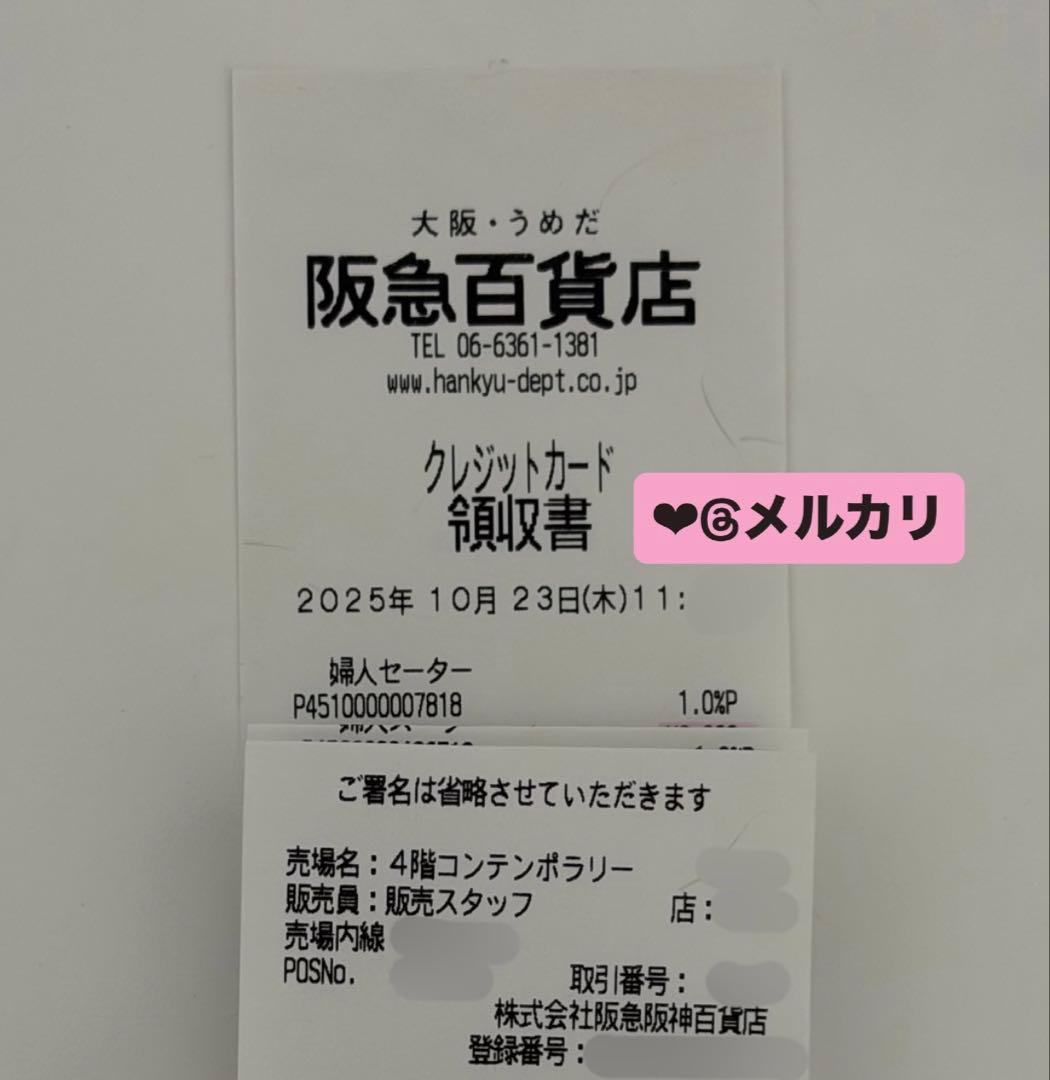 大阪・うめだ
阪急百貨店
TEL 06-6361-1381
www.hankyu-dept.co.jp
クレジットカード
領収書
❤@メルカリ
2025年 10月 23日(木)11:
婦人セーター
P4510000007818 1.0%P
ご署名は省略させていただきます
売場名：4階コンテンポラリー
販売員：販売スタッフ 店：
売場内線
POSNo. 取引番号：
株式会社阪急阪神百貨店
登録番号：